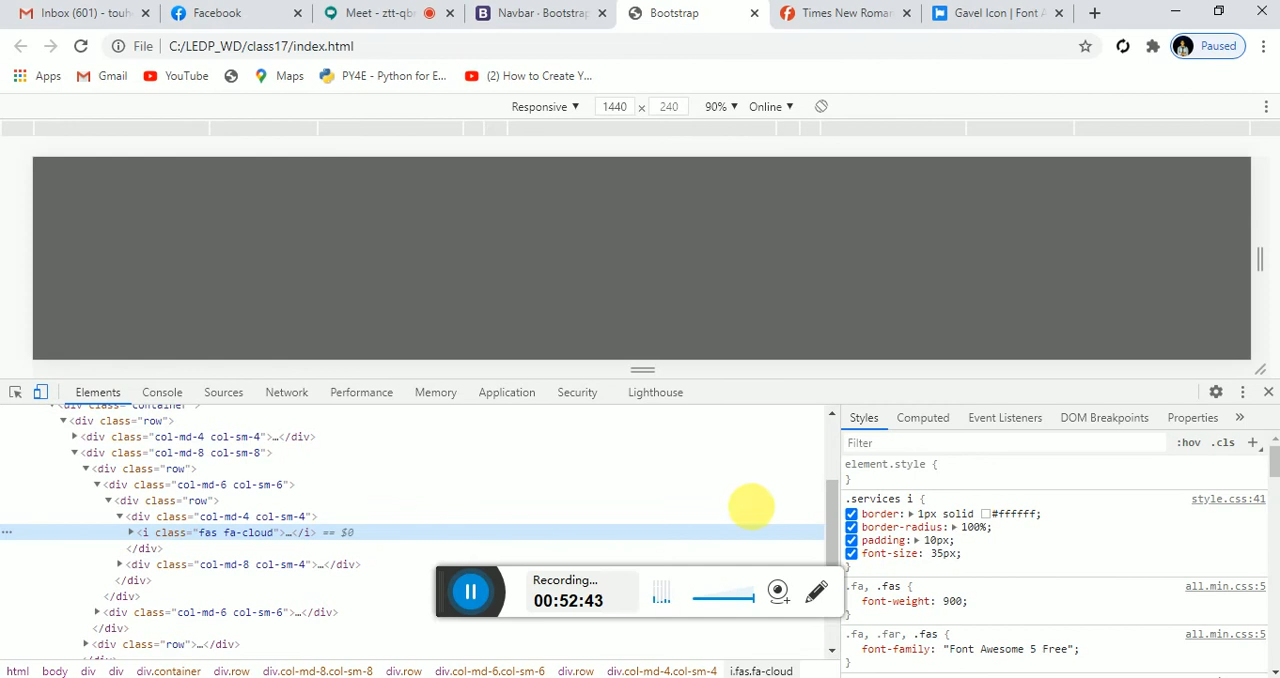 Inbox (601) - touh
Facebook
Meet - ztt-qb
Navbar · Bootstrap
Bootstrap
Times New Roma
Gavel Icon | Font A
File | C:/LEDP_WD/class17/index.html
Paused
Apps
Gmail
YouTube
Maps
PY4E - Python for E...
(2) How to Create Y...
Responsive ▼ 1440 x 240 90% ▼ Online ▼
Elements Console Sources Network Performance Memory Application Security Lighthouse
<div class="container">
▼<div class="row">
▶<div class="col-md-4 col-sm-4">…</div>
▼<div class="col-md-8 col-sm-8">
▼<div class="row">
▼<div class="col-md-6 col-sm-6">
▼<div class="row">
▼<div class="col-md-4 col-sm-4">
▶<i class="fas fa-cloud">…</i> == $0
</div>
▶<div class="col-md-8 col-sm-8">…</div>
</div>
</div>
▶<div class="col-md-6 col-sm-6">…</div>
</div>
▶<div class="row">…</div>
html body div div div.container div.row div.col-md-8.col-sm-8 div.row div.col-md-6.col-sm-6 div.row div.col-md-4.col-sm-4 i.fas.fa-cloud
Recording...
00:52:43
Styles Computed Event Listeners DOM Breakpoints Properties »
Filter :hov .cls +
element.style {
}
.services i { style.css:41
border: ▶ 1px solid #ffffff;
border-radius: ▶ 100%;
padding: ▶ 10px;
font-size: 35px;
}
.fa, .fas { all.min.css:5
font-weight: 900;
}
.fa, .far, .fas { all.min.css:5
font-family: "Font Awesome 5 Free";
}